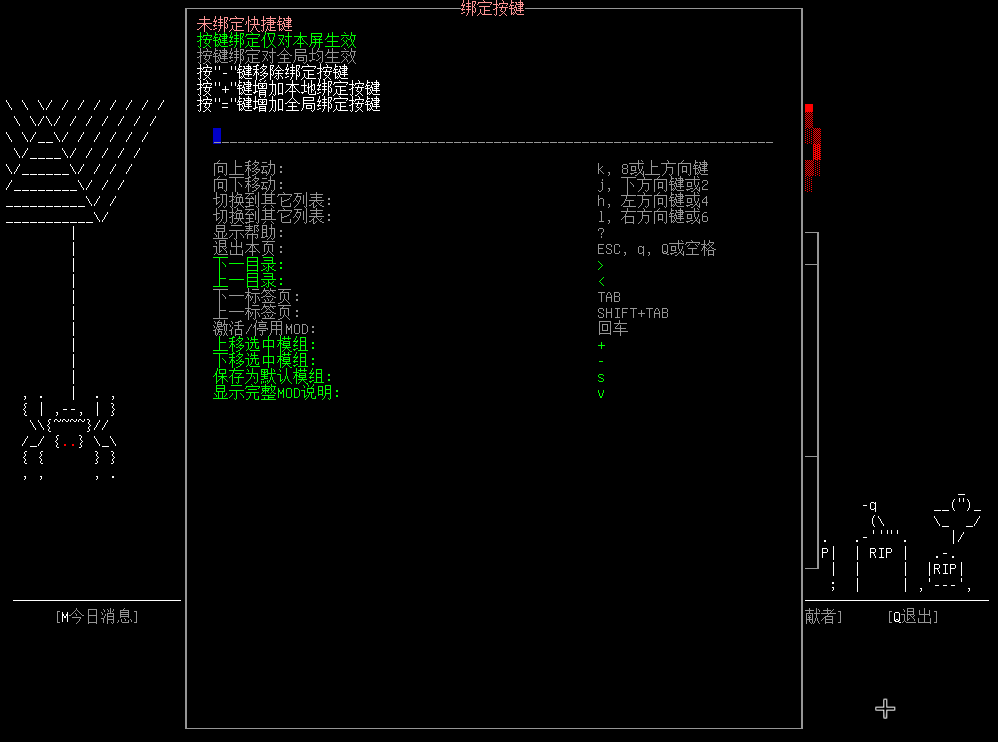 绑定按键
未绑定快捷键
按键绑定仅对本屏生效
按键绑定对全局均生效
按"-"键移除绑定按键
按"+"键增加本地绑定按键
按"="键增加全局绑定按键
向上移动: k, 8或上方向键
向下移动: j, 下方向键或2
切换到其它列表: h, 左方向键或4
切换到其它列表: l, 右方向键或6
显示帮助: ?
退出本页: ESC, q, Q或空格
下一目录: >
上一目录: <
下一标签页: TAB
上一标签页: SHIFT+TAB
激活/停用MOD: 回车
上移选中模组: +
下移选中模组: -
保存为默认模组: s
显示完整MOD说明: v
P RIP
RIP
[M今日消息] 献者] [Q退出]